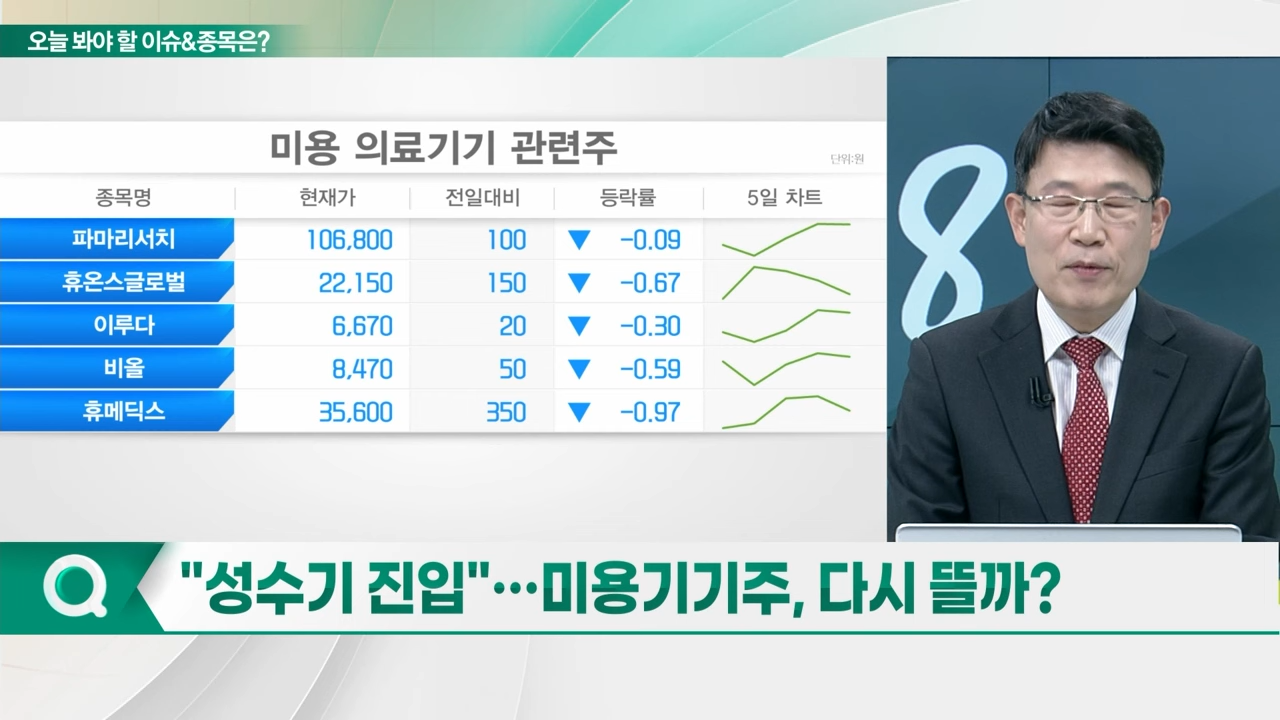 오늘 봐야 할 이슈&종목은?
미용 의료기기 관련주
단위:원
종목명 현재가 전일대비 등락률 5일 차트
파마리서치 106,800 100 ▼ -0.09
휴온스글로벌 22,150 150 ▼ -0.67
이루다 6,670 20 ▼ -0.30
비올 8,470 50 ▼ -0.59
휴메딕스 35,600 350 ▼ -0.97
8
Q "성수기 진입"…미용기기주, 다시 뜰까?